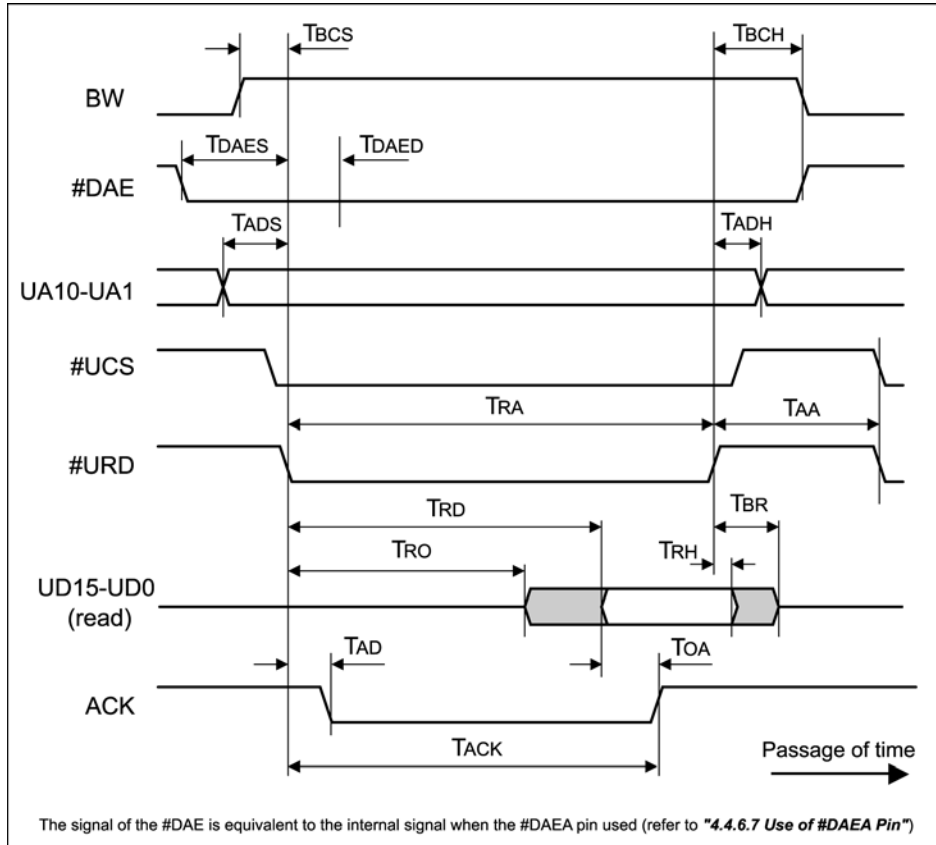 TBCS
TBCH
BW
TDAES
TDAED
#DAE
TADS
TADH
UA10-UA1
#UCS
TRA
TAA
#URD
TRD
TBR
TRO
TRH
UD15-UD0
(read)
TAD
TOA
ACK
TACK
Passage of time
The signal of the #DAE is equivalent to the internal signal when the #DAEA pin used (refer to "4.4.6.7 Use of #DAEA Pin")